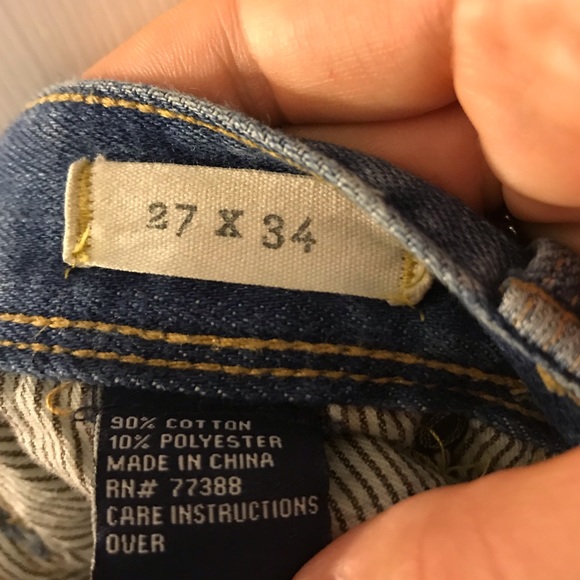 27 X 34
90% COTTON
10% POLYESTER
MADE IN CHINA
RN# 77388
CARE INSTRUCTIONS
OVER